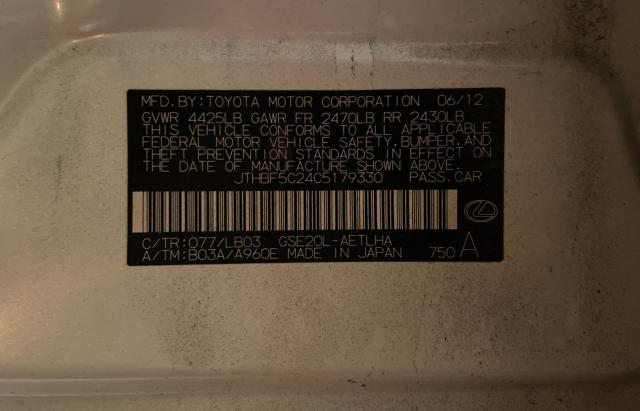 MFD.BY:TOYOTA MOTOR CORPORATION 06/12
GVWR 4425LB GAWR FR 2470LB RR 2430LB
THIS VEHICLE CONFORMS TO ALL APPLICABLE
FEDERAL MOTOR VEHICLE SAFETY,BUMPER,AND
THEFT PREVENTION STANDARDS IN EFFECT ON
THE DATE OF MANUFACTURE SHOWN ABOVE.
JTHBF5C24C5179330 PASS.CAR
C/TR:077/LB03 GSE20L-AETLHA
A/TM:B03A/A960E MADE IN JAPAN 750 A